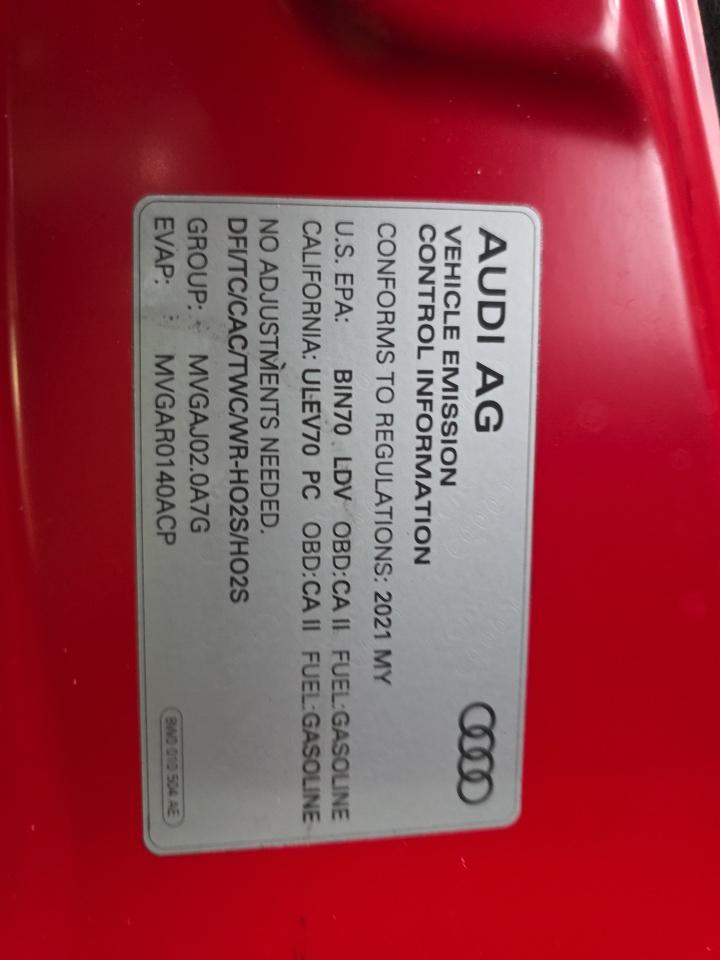 AUDI AG
VEHICLE EMISSION
CONTROL INFORMATION
CONFORMS TO REGULATIONS: 2021 MY
U.S. EPA: BIN70 LDV OBD: CA II FUEL: GASOLINE
CALIFORNIA: ULEV70 PC OBD: CA II FUEL: GASOLINE
NO ADJUSTMENTS NEEDED.
DFI/TC/CAC/TWC/WR-HO2S/HO2S
GROUP: MVGAJ02.0A7G
EVAP: MVGAR0140ACP
8W0 010 504 AE